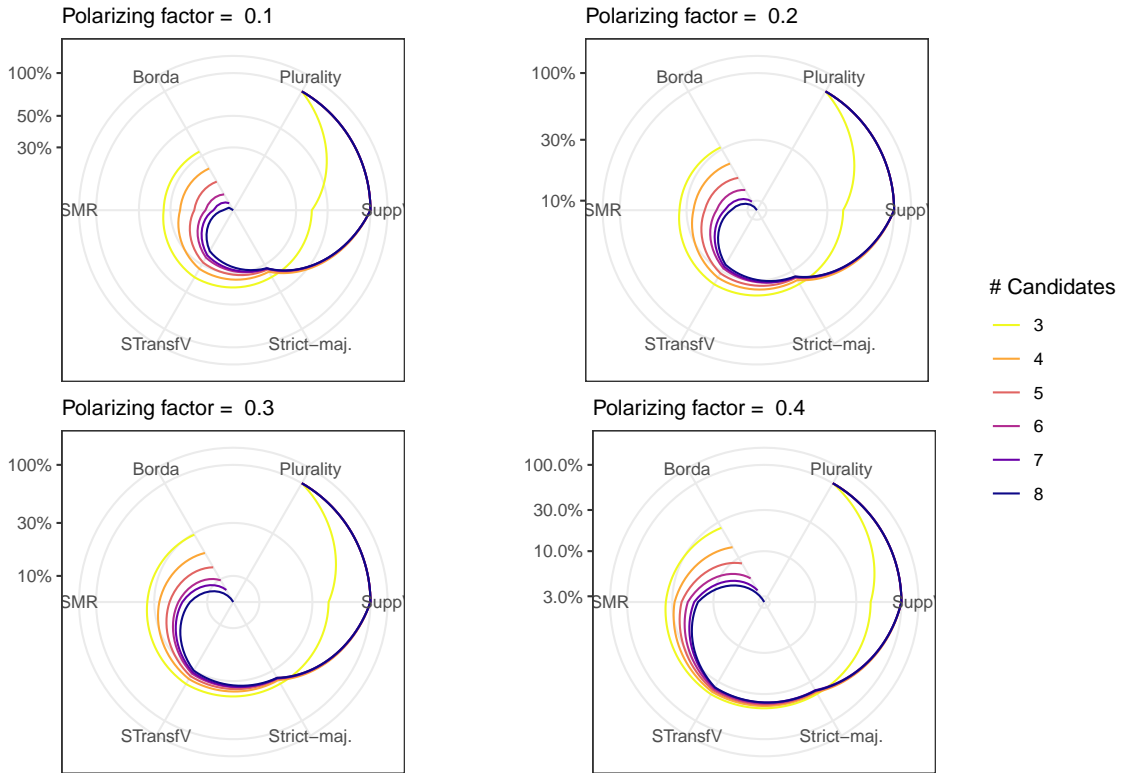 Polarizing factor = 0.1
100%
50%
30%
Borda
Plurality
SMR
SuppV
STransfV
Strict−maj.
Polarizing factor = 0.2
100%
30%
10%
Borda
Plurality
SMR
SuppV
STransfV
Strict−maj.
Polarizing factor = 0.3
100%
30%
10%
Borda
Plurality
SMR
SuppV
STransfV
Strict−maj.
Polarizing factor = 0.4
100.0%
30.0%
10.0%
3.0%
Borda
Plurality
SMR
SuppV
STransfV
Strict−maj.
# Candidates
3
4
5
6
7
8